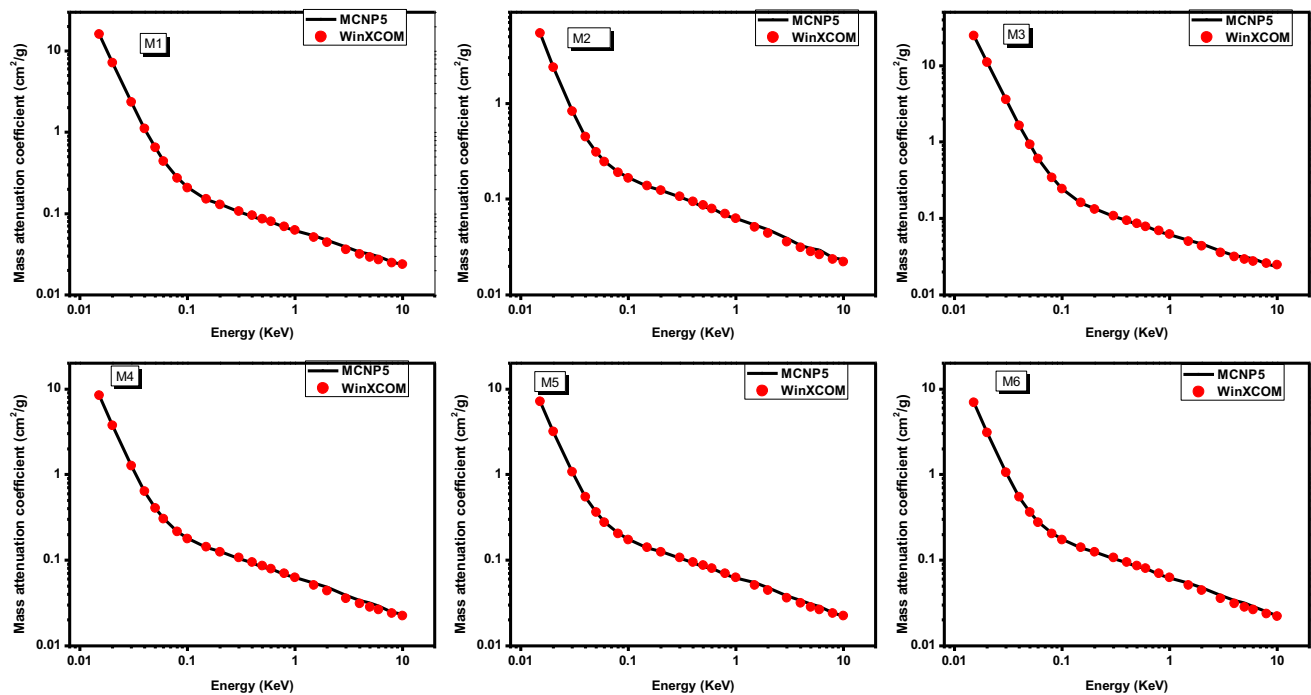 MCNP5
WinXCOM
M1
10
1
0.1
0.01
Mass attenuation coefficient (cm²/g)
0.01
0.1
1
10
Energy (KeV)
MCNP5
WinXCOM
M2
1
0.1
0.01
Mass attenuation coefficient (cm²/g)
0.01
0.1
1
10
Energy (KeV)
MCNP5
WinXCOM
M3
10
1
0.1
0.01
Mass attenuation coefficient (cm²/g)
0.01
0.1
1
10
Energy (KeV)
MCNP5
WinXCOM
M4
10
1
0.1
0.01
Mass attenuation coefficient (cm²/g)
0.01
0.1
1
10
Energy (KeV)
MCNP5
WinXCOM
M5
10
1
0.1
0.01
Mass attenuation coefficient (cm²/g)
0.01
0.1
1
10
Energy (KeV)
MCNP5
WinXCOM
M6
10
1
0.1
0.01
Mass attenuation coefficient (cm²/g)
0.01
0.1
1
10
Energy (KeV)